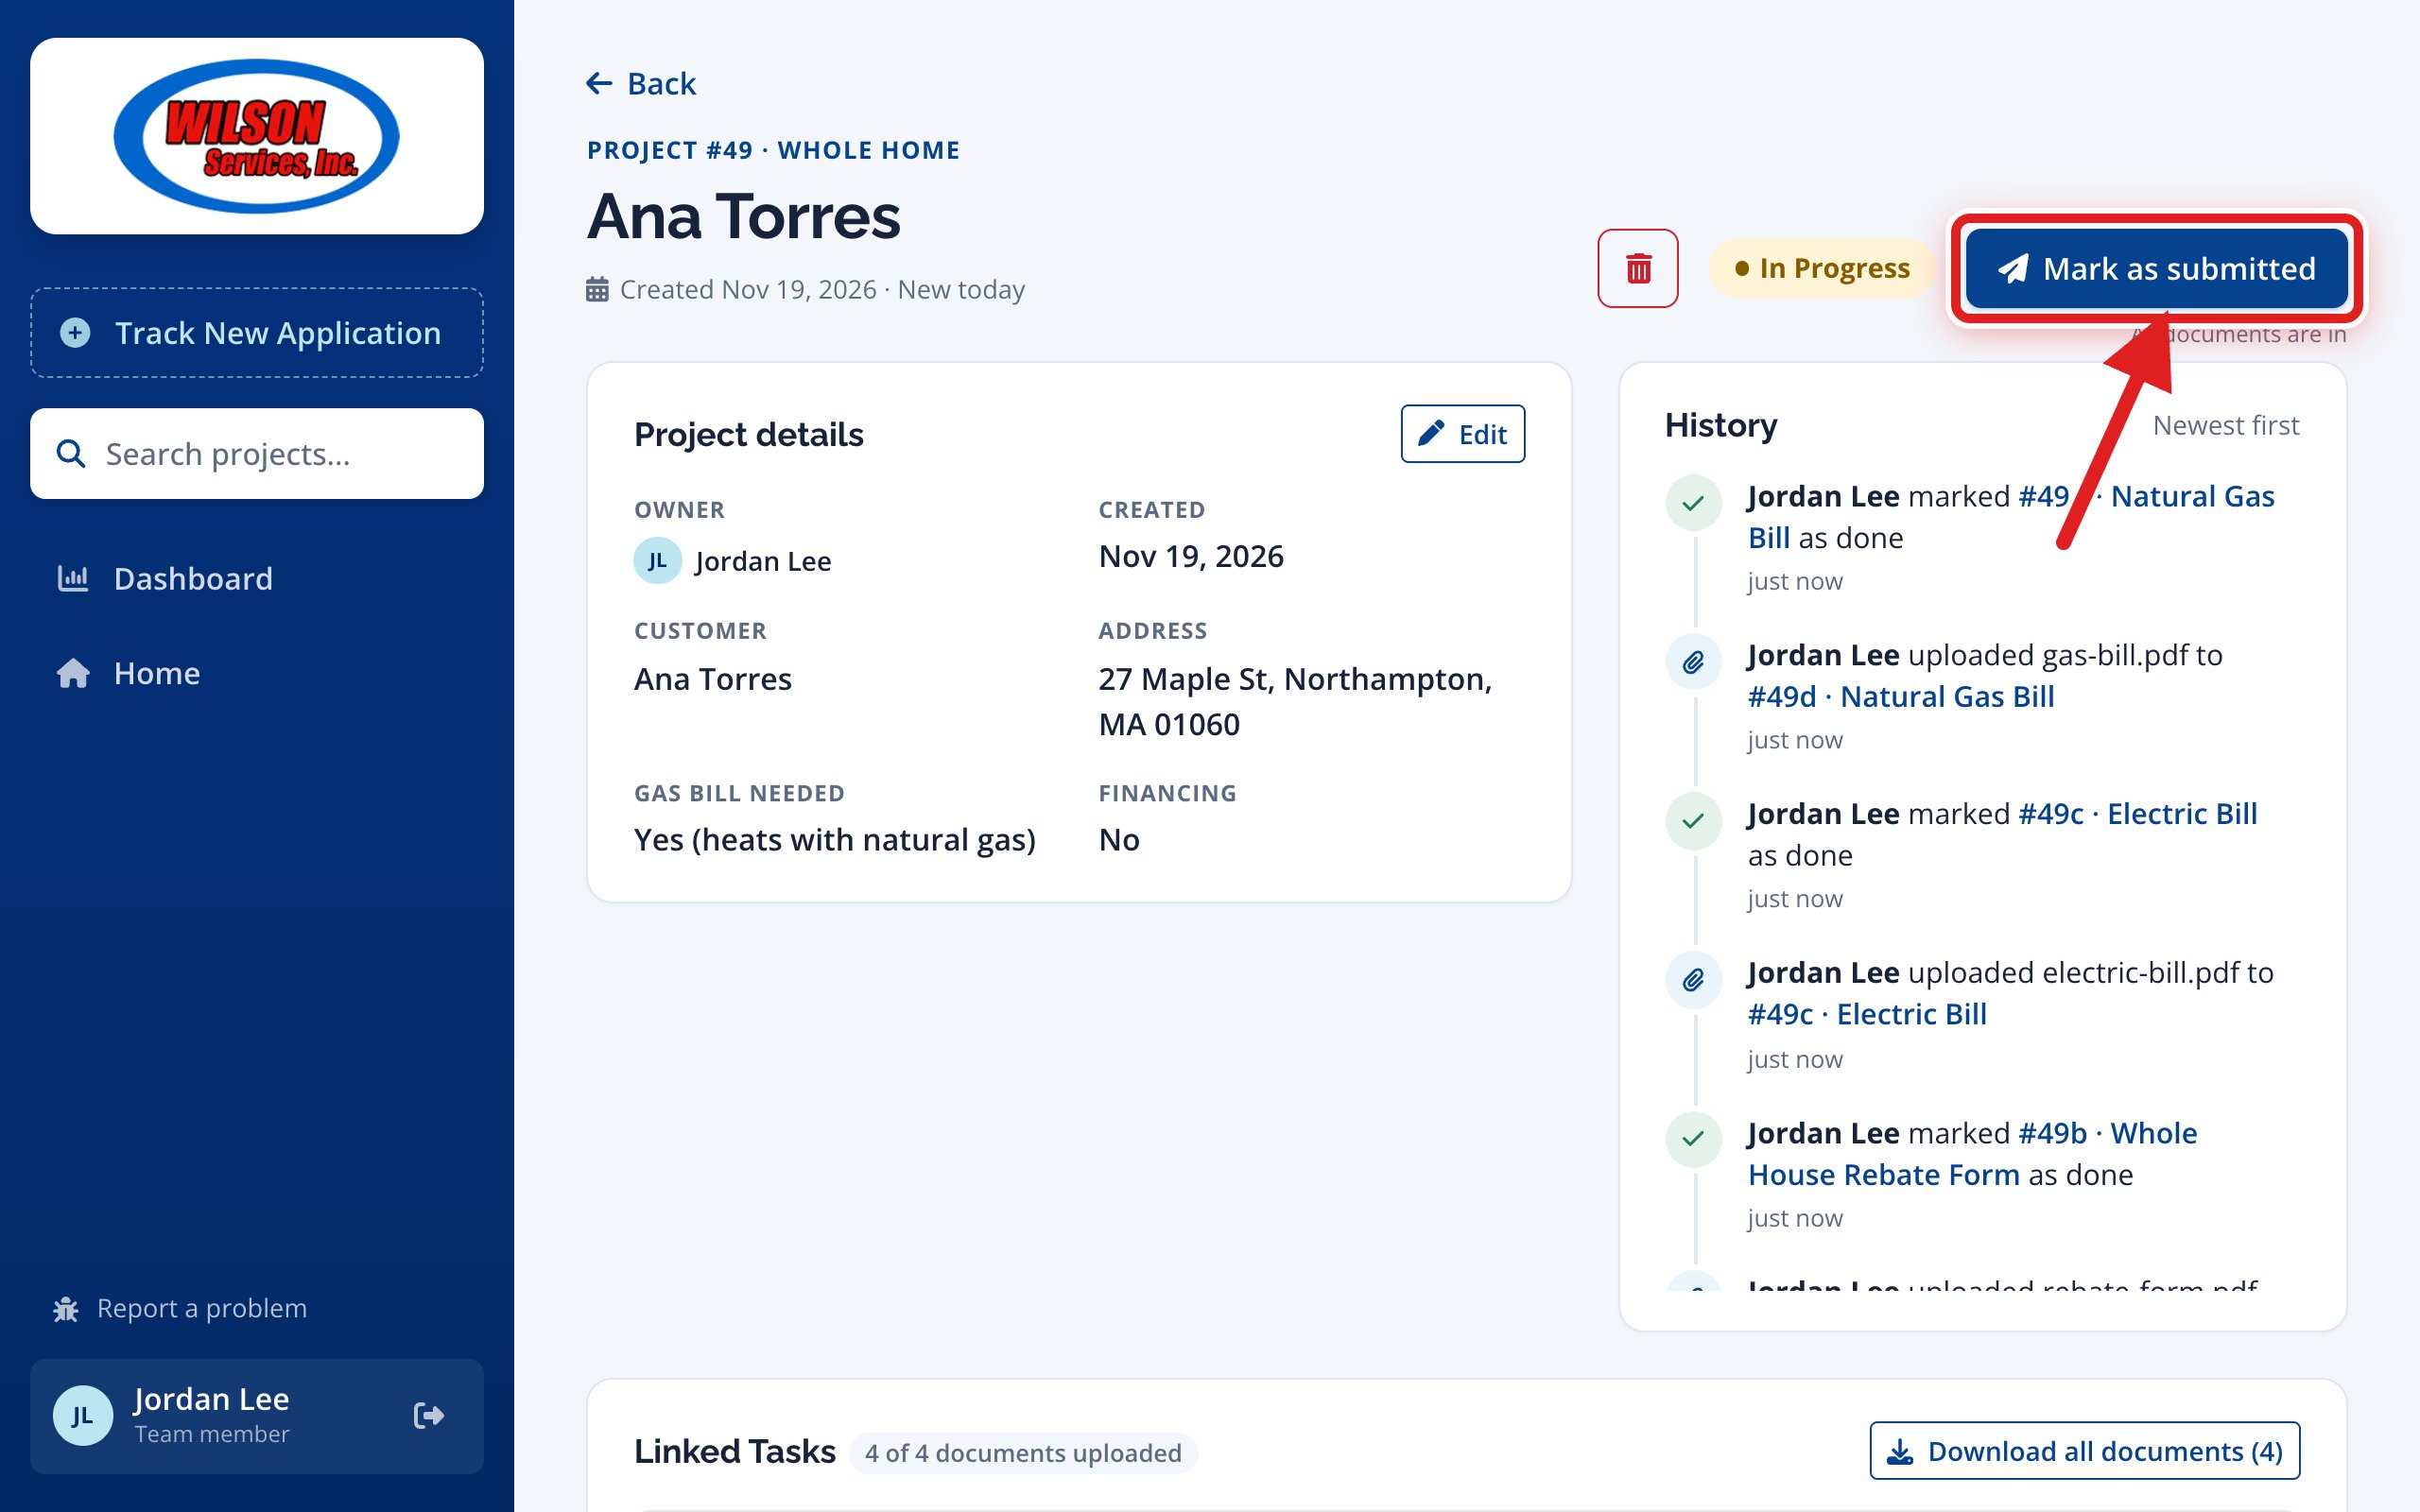 WILSON
Services, Inc.
Track New Application
Search projects...
Dashboard
Home
Report a problem
JL
Jordan Lee
Team member
Back
PROJECT #49 · WHOLE HOME
Ana Torres
Created Nov 19, 2026 · New today
In Progress
Mark as submitted
documents are in
Project details
Edit
OWNER
JL Jordan Lee
CREATED
Nov 19, 2026
CUSTOMER
Ana Torres
ADDRESS
27 Maple St, Northampton,
MA 01060
GAS BILL NEEDED
Yes (heats with natural gas)
FINANCING
No
History
Newest first
Jordan Lee marked #49 · Natural Gas
Bill as done
just now
Jordan Lee uploaded gas-bill.pdf to
#49d · Natural Gas Bill
just now
Jordan Lee marked #49c · Electric Bill
as done
just now
Jordan Lee uploaded electric-bill.pdf to
#49c · Electric Bill
just now
Jordan Lee marked #49b · Whole
House Rebate Form as done
just now
Jordan Lee uploaded rebate-form.pdf
Linked Tasks
4 of 4 documents uploaded
Download all documents (4)